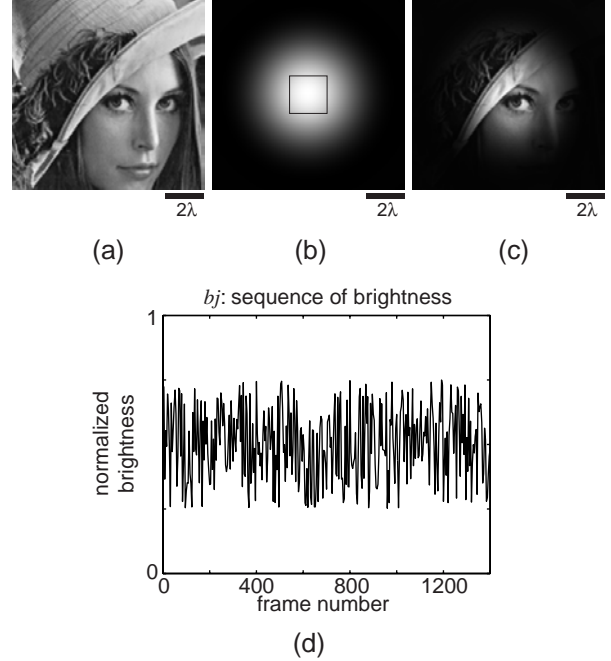 2λ
2λ
2λ
(a)
(b)
(c)
bj: sequence of brightness
1
normalized
brightness
0
0
400
800
1200
frame number
(d)